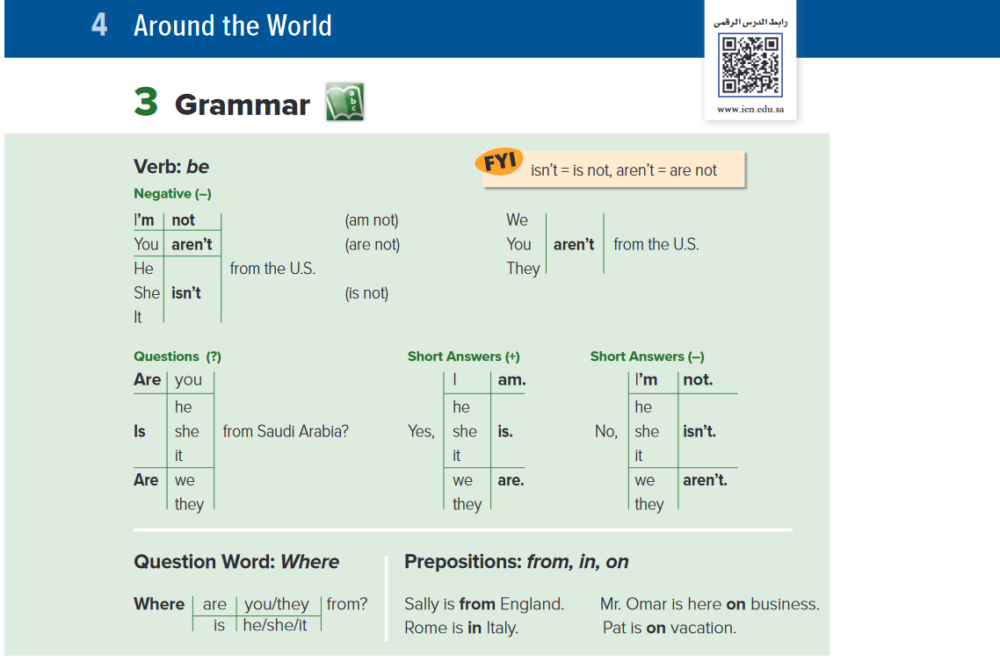 4 Around the World
رابط الدرس الرقمي
www.ien.edu.sa
3 Grammar
a b c
Verb: be
FYI isn't = is not, aren't = are not
Negative (–)
I'm not (am not) We
You aren't (are not) You aren't from the U.S.
He from the U.S. They
She isn't (is not)
It
Questions (?) Short Answers (+) Short Answers (–)
Are you I am. I'm not.
he he he
Is she from Saudi Arabia? Yes, she is. No, she isn't.
it it it
Are we we are. we aren't.
they they they
Question Word: Where
Where are you/they from?
is he/she/it
Prepositions: from, in, on
Sally is from England. Mr. Omar is here on business.
Rome is in Italy. Pat is on vacation.